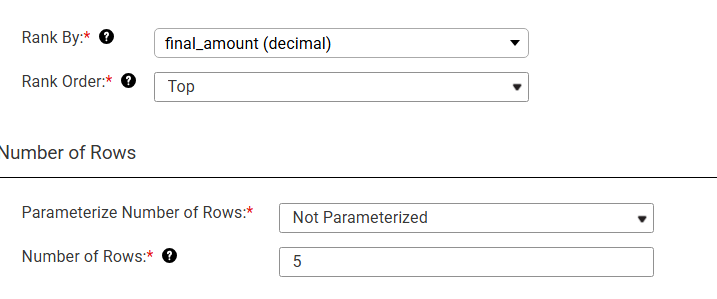 Rank By:* ?
final_amount (decimal)
Rank Order:* ?
Top
Number of Rows
Parameterize Number of Rows:*
Not Parameterized
Number of Rows:* ?
5